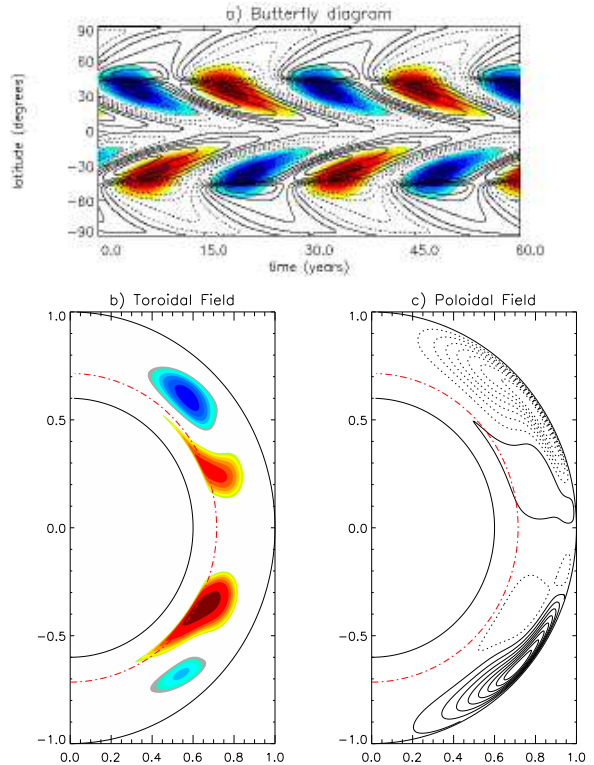 a) Butterfly diagram
latitude (degrees)
90
60
30
0
−30
−60
−90
0.0 15.0 30.0 45.0 60.0
time (years)
b) Toroidal Field
c) Poloidal Field
1.0
0.5
0.0
−0.5
−1.0
0.0 0.2 0.4 0.6 0.8 1.0
1.0
0.5
0.0
−0.5
−1.0
0.0 0.2 0.4 0.6 0.8 1.0